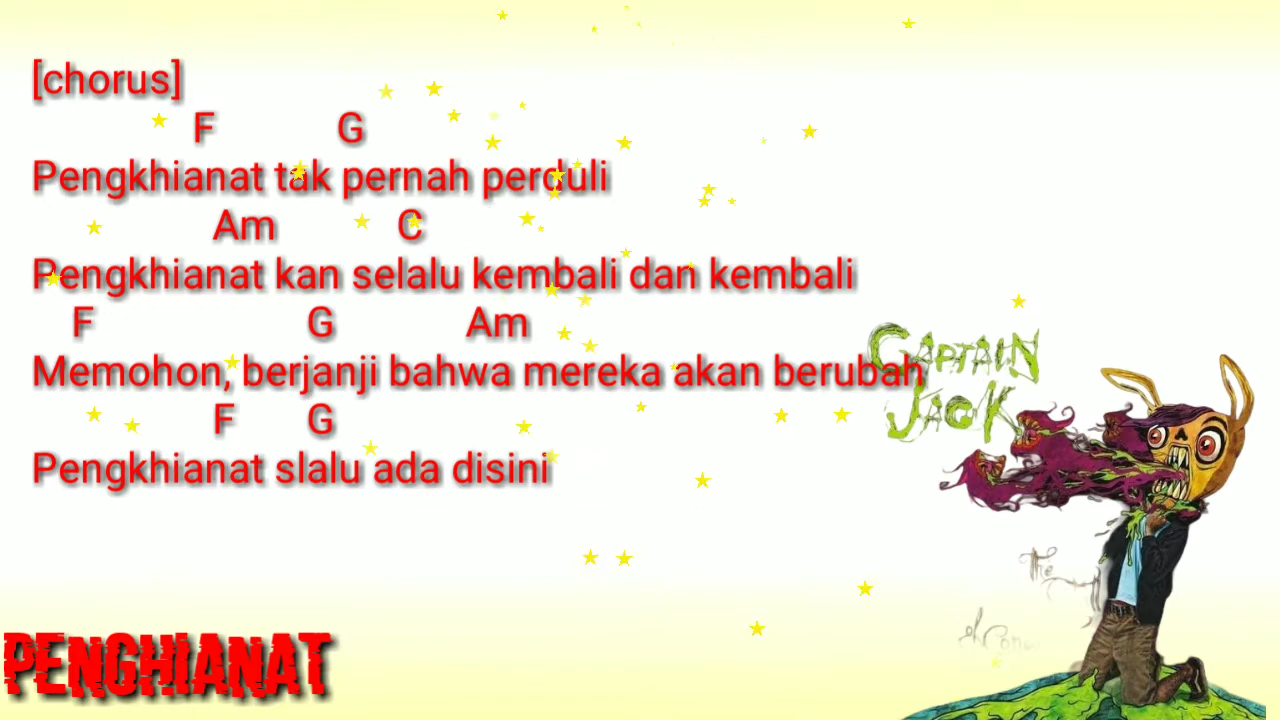 [chorus]
F G
Pengkhianat tak pernah perduli
Am C
Pengkhianat kan selalu kembali dan kembali
F G Am
Memohon, berjanji bahwa mereka akan berubah
F G
Pengkhianat slalu ada disini
CAPTAIN
JACK
The
PENGHIANAT